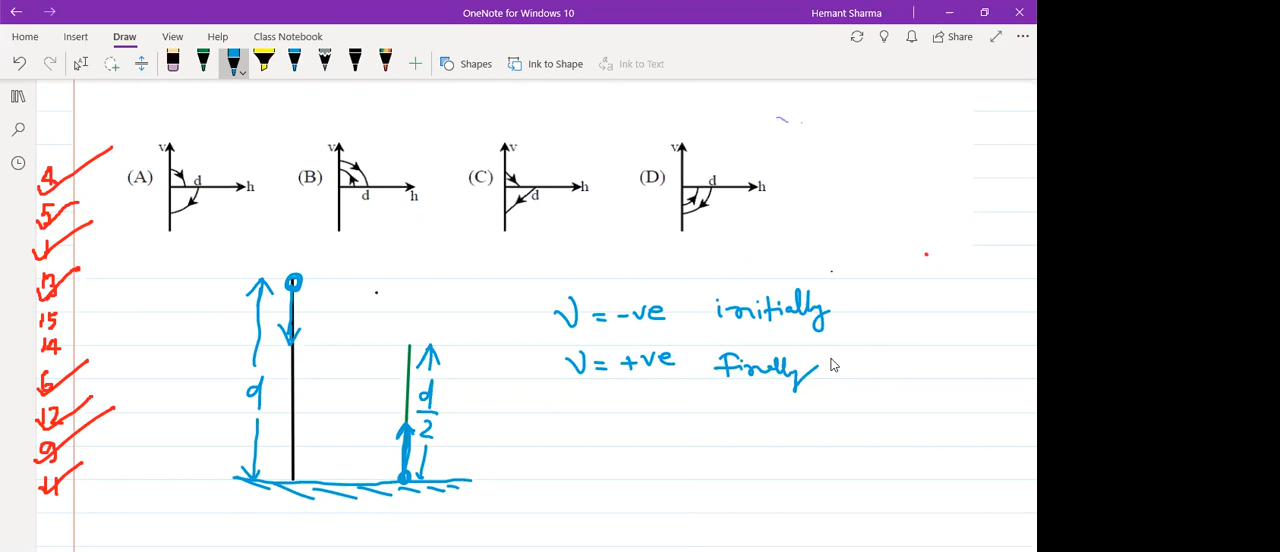 OneNote for Windows 10
Hemant Sharma
Home Insert Draw View Help Class Notebook
Share
Shapes Ink to Shape Ink to Text
(A) v d h
(B) v d h
(C) v d h
(D) v d h
4
5
1
13
15
14
6
12
9
d
d/2
v = -ve initially
v = +ve Finally